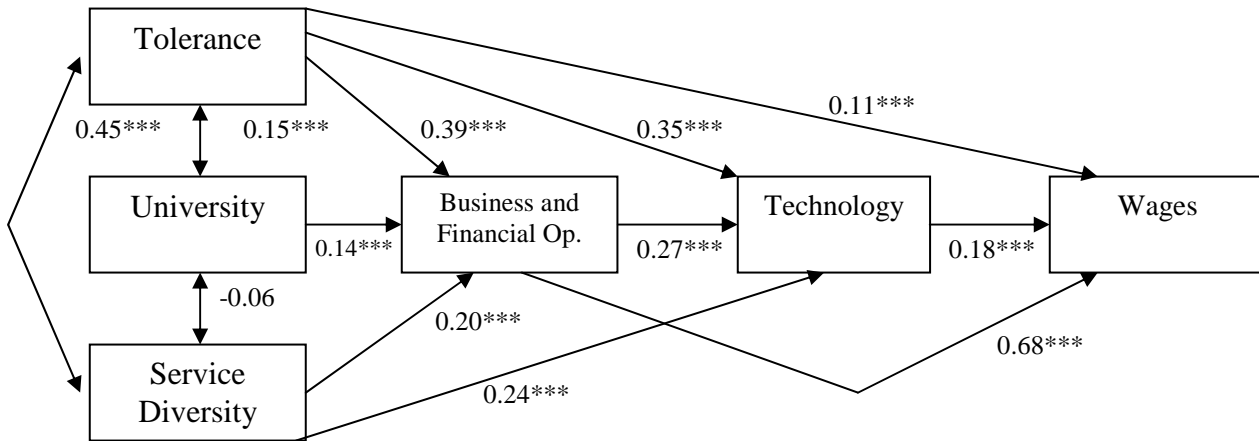 Tolerance
0.11***
0.45***
0.15***
0.39***
0.35***
University
Business and
Financial Op.
Technology
Wages
0.14***
0.27***
0.18***
-0.06
0.20***
0.68***
Service
Diversity
0.24***